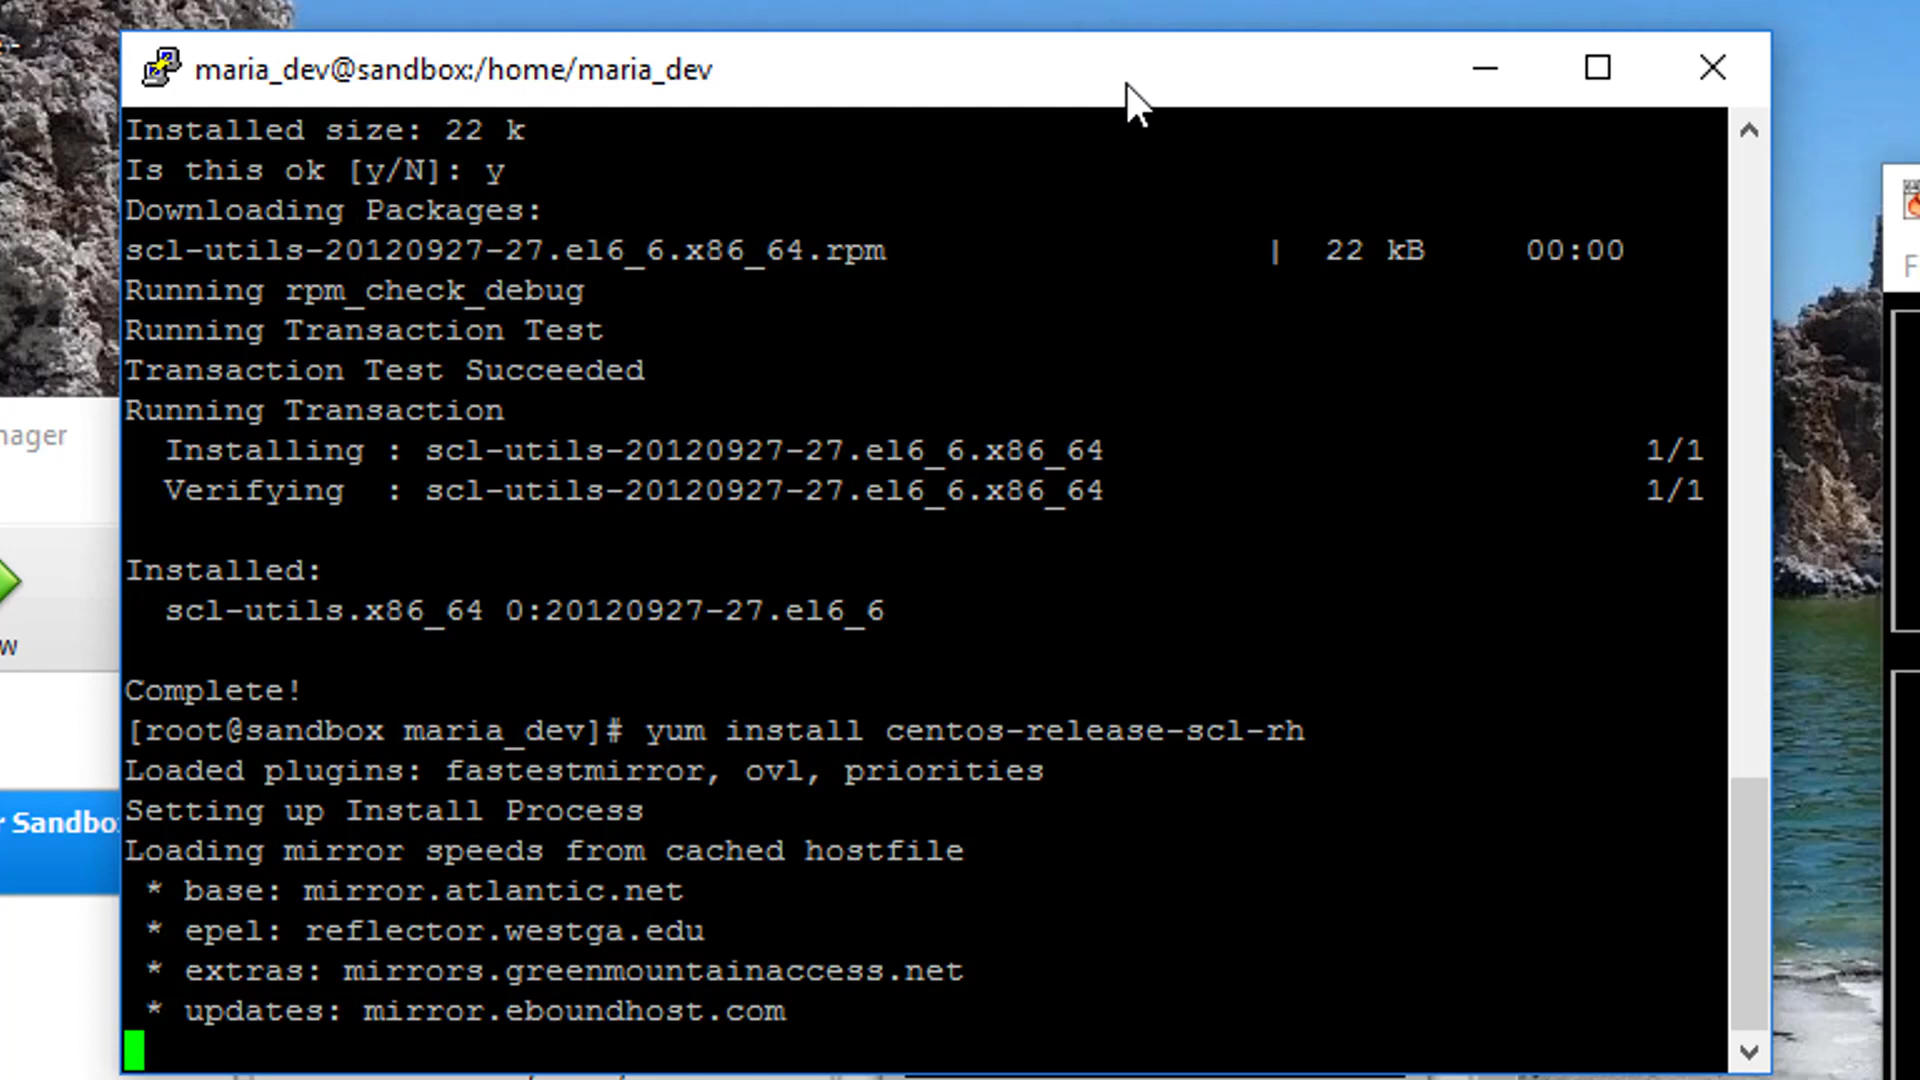 maria_dev@sandbox:/home/maria_dev
Installed size: 22 k
Is this ok [y/N]: y
Downloading Packages:
scl-utils-20120927-27.el6_6.x86_64.rpm | 22 kB 00:00
Running rpm_check_debug
Running Transaction Test
Transaction Test Succeeded
Running Transaction
Installing : scl-utils-20120927-27.el6_6.x86_64 1/1
Verifying : scl-utils-20120927-27.el6_6.x86_64 1/1
Installed:
scl-utils.x86_64 0:20120927-27.el6_6
Complete!
[root@sandbox maria_dev]# yum install centos-release-scl-rh
Loaded plugins: fastestmirror, ovl, priorities
Setting up Install Process
Loading mirror speeds from cached hostfile
* base: mirror.atlantic.net
* epel: reflector.westga.edu
* extras: mirrors.greenmountainaccess.net
* updates: mirror.eboundhost.com
nager
w
r Sandbo
F